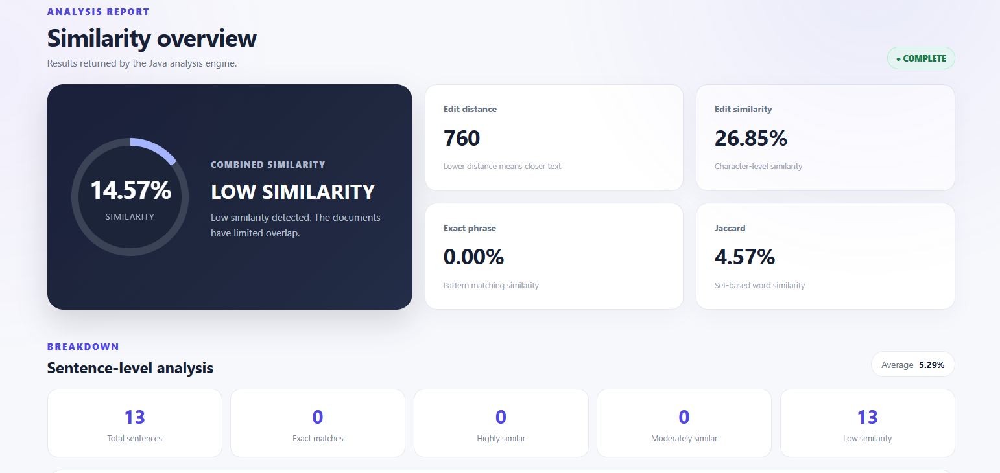 ANALYSIS REPORT
Similarity overview
Results returned by the Java analysis engine.
• COMPLETE
14.57%
SIMILARITY
COMBINED SIMILARITY
LOW SIMILARITY
Low similarity detected. The documents
have limited overlap.
Edit distance
760
Lower distance means closer text
Edit similarity
26.85%
Character-level similarity
Exact phrase
0.00%
Pattern matching similarity
Jaccard
4.57%
Set-based word similarity
BREAKDOWN
Sentence-level analysis
Average 5.29%
13
Total sentences
0
Exact matches
0
Highly similar
0
Moderately similar
13
Low similarity